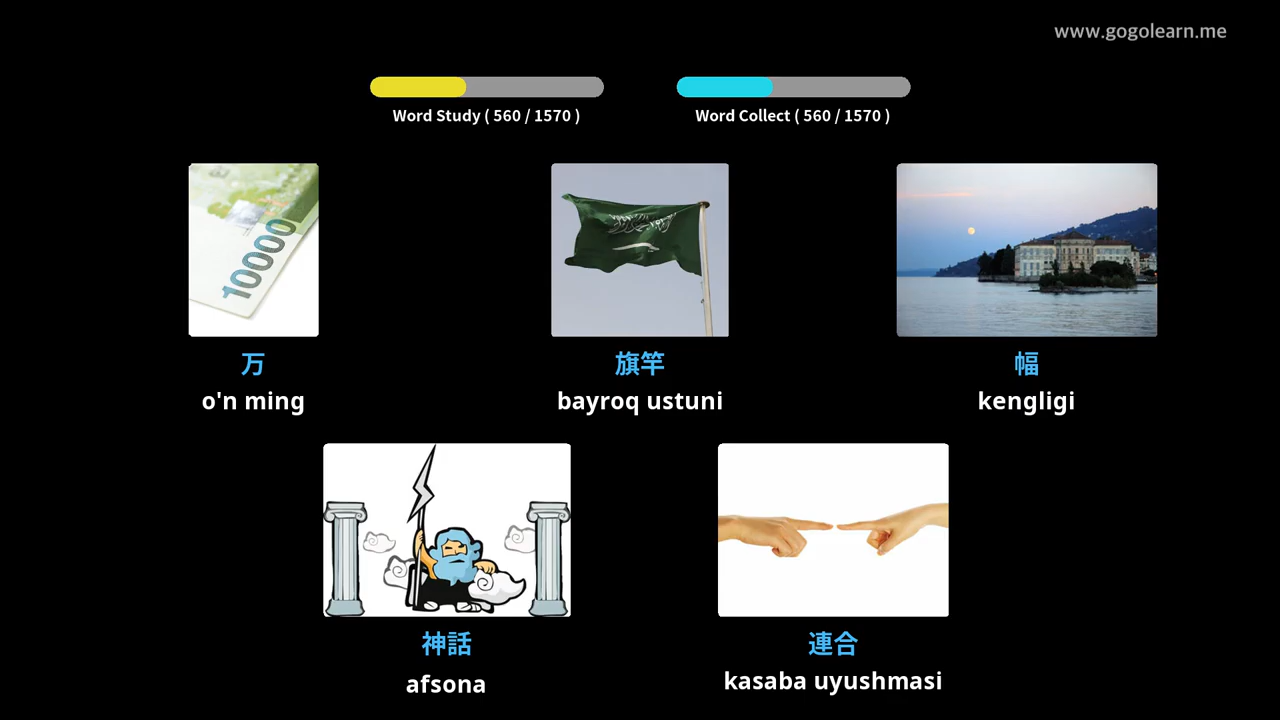 www.gogolearn.me
Word Study ( 560 / 1570 )
Word Collect ( 560 / 1570 )
10000
万
o'n ming
旗竿
bayroq ustuni
幅
kengligi
神話
afsona
連合
kasaba uyushmasi